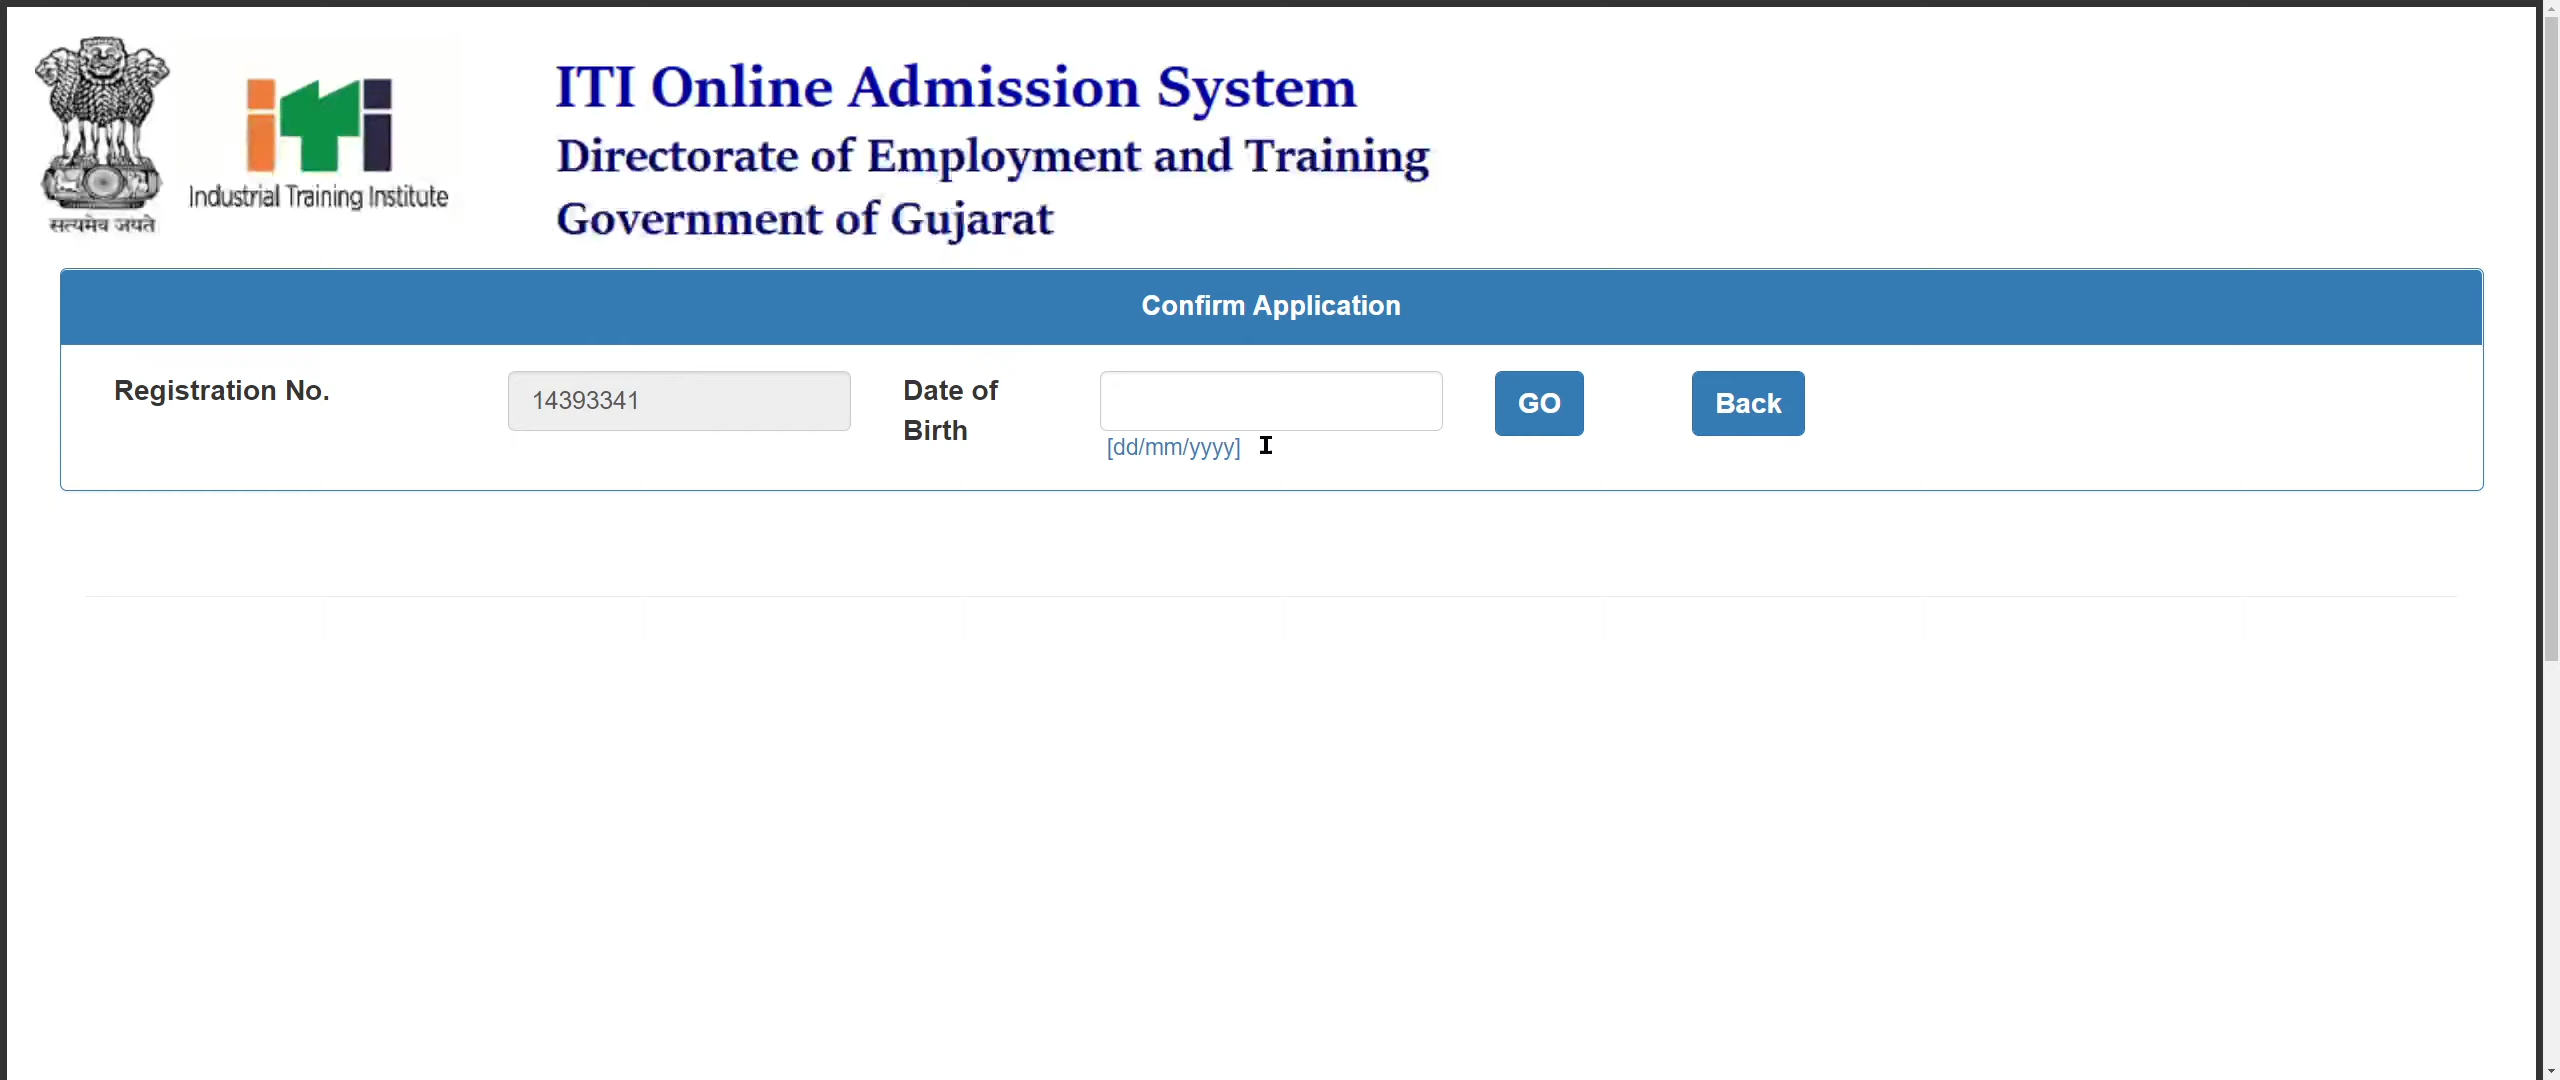 ITI Online Admission System
Directorate of Employment and Training
Government of Gujarat
सत्यमेव जयते
iTi
Industrial Training Institute
Confirm Application
Registration No.
14393341
Date of
Birth
[dd/mm/yyyy]
GO
Back